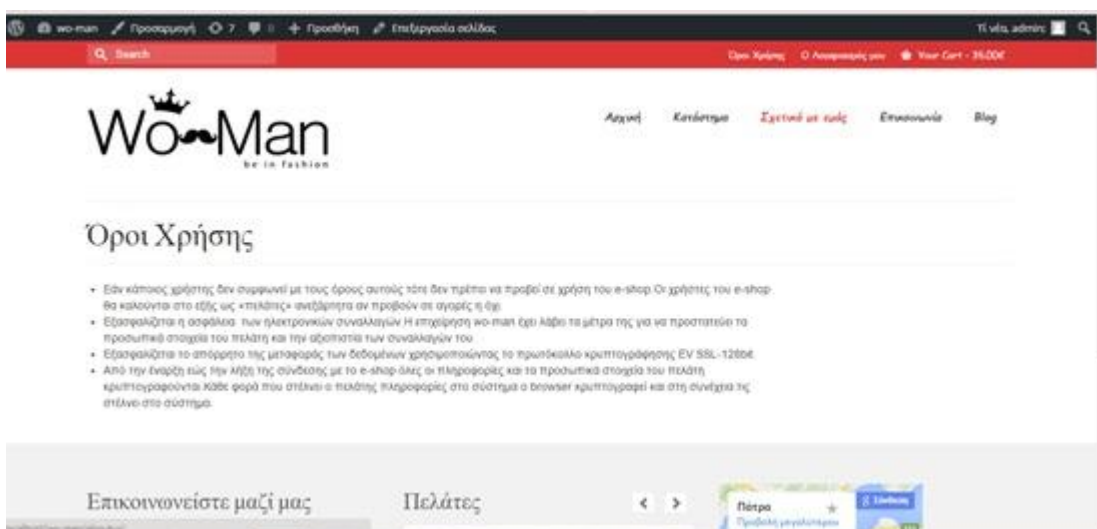 wo-man Προσαρμογή 7 Προσθήκη Επεξεργασία σελίδας Τί νέα, admin;
Search Όροι Χρήσης Ο Λογαριασμός μου Your Cart - 39.00€
Wo-Man
be in fashion
Αρχική Κατάστημα Σχετικά με εμάς Επικοινωνία Blog
Όροι Χρήσης
Εάν κάποιος χρήστης δεν συμφωνεί με τους όρους αυτούς τότε δεν πρέπει να προβεί σε χρήση του e-shop.Οι χρήστες του e-shop
θα καλούνται στο εξής ως «πελάτες» ανεξάρτητα αν προβούν σε αγορές η όχι.
Εξασφαλίζεται η ασφάλεια των ηλεκτρονικών συναλλαγών.Η επιχείρηση wo-man έχει λάβει τα μέτρα της για να προστατεύει τα
προσωπικά στοιχεία του πελάτη και την αξιοπιστία των συναλλαγών του
Εξασφαλίζεται το απόρρητο της μεταφοράς των δεδομένων χρησιμοποιώντας το πρωτόκολλο κρυπτογράφησης EV SSL-128bit.
Από την έναρξη εώς την λήξη της σύνδεσης με το e-shop όλες οι πληροφορίες και τα προσωπικά στοιχεία του πελάτη
κρυπτογραφούνται.Κάθε φορά που στέλνει ο πελάτης πληροφορίες στο σύστημα ο browser κρυπτογραφεί και στη συνέχεια τις
στέλνει στο σύστημα.
Επικοινωνείστε μαζί μας Πελάτες
Πάτρα Σύνδεση
Προβολή μεγαλύτερου